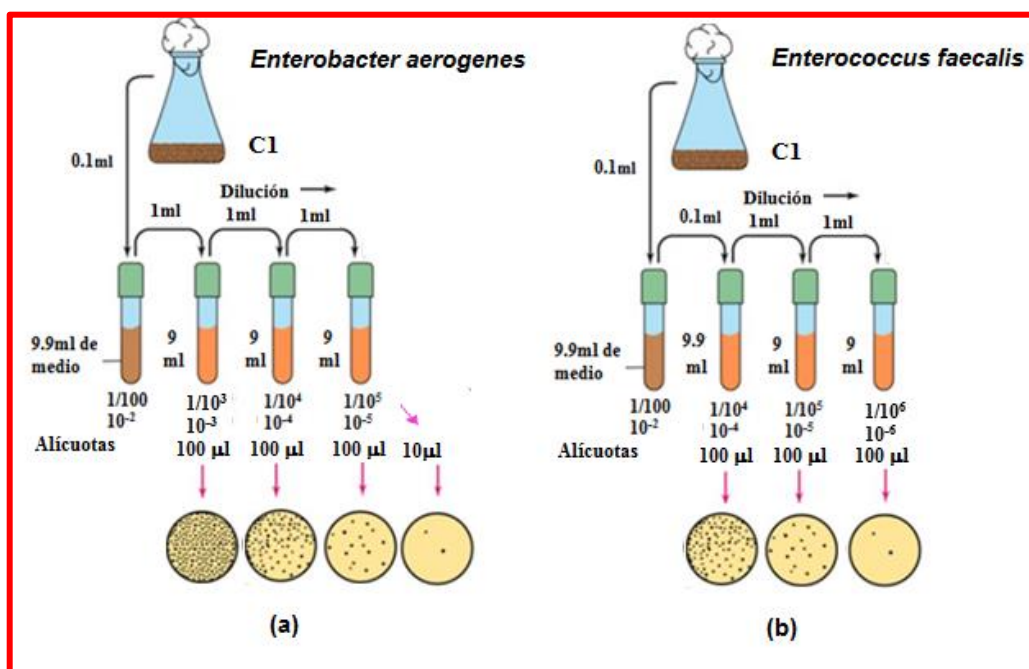 Enterobacter aerogenes
C1
0.1ml
Dilución
1ml
1ml
1ml
9.9ml de
medio
9
ml
9
ml
9
ml
1/100
10⁻²
1/10³
10⁻³
1/10⁴
10⁻⁴
1/10⁵
10⁻⁵
Alícuotas
100 µl
100 µl
100 µl
10µl
(a)
Enterococcus faecalis
C1
0.1ml
Dilución
0.1ml
1ml
1ml
9.9ml de
medio
9.9
ml
9
ml
9
ml
1/100
10⁻²
1/10⁴
10⁻⁴
1/10⁵
10⁻⁵
1/10⁶
10⁻⁶
Alícuotas
100 µl
100 µl
100 µl
(b)